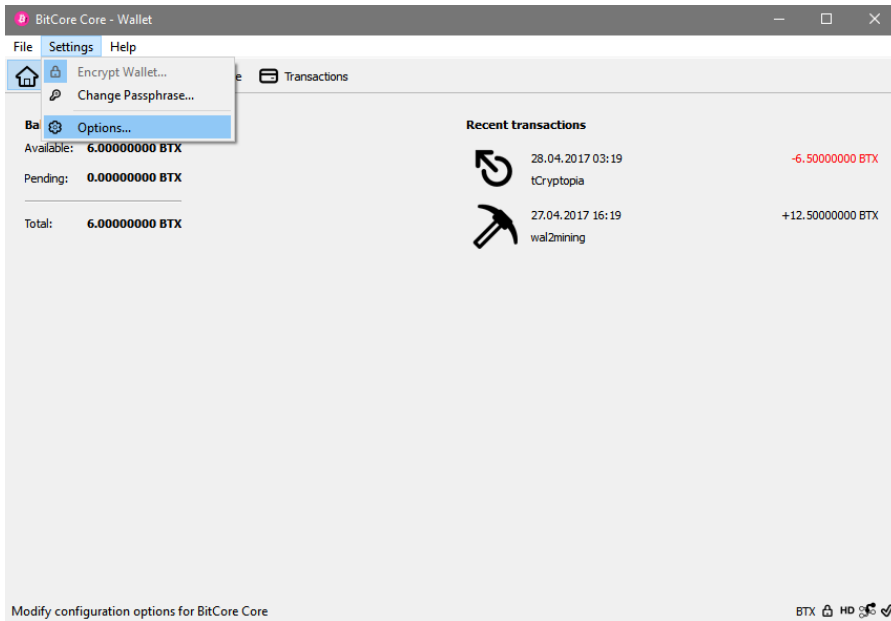 BitCore Core - Wallet
File Settings Help
Encrypt Wallet...
Change Passphrase...
Options...
Transactions
Available: 6.00000000 BTX
Pending: 0.00000000 BTX
Total: 6.00000000 BTX
Recent transactions
28.04.2017 03:19 -6.50000000 BTX
tCryptopia
27.04.2017 16:19 +12.50000000 BTX
wal2mining
Modify configuration options for BitCore Core
BTX HD